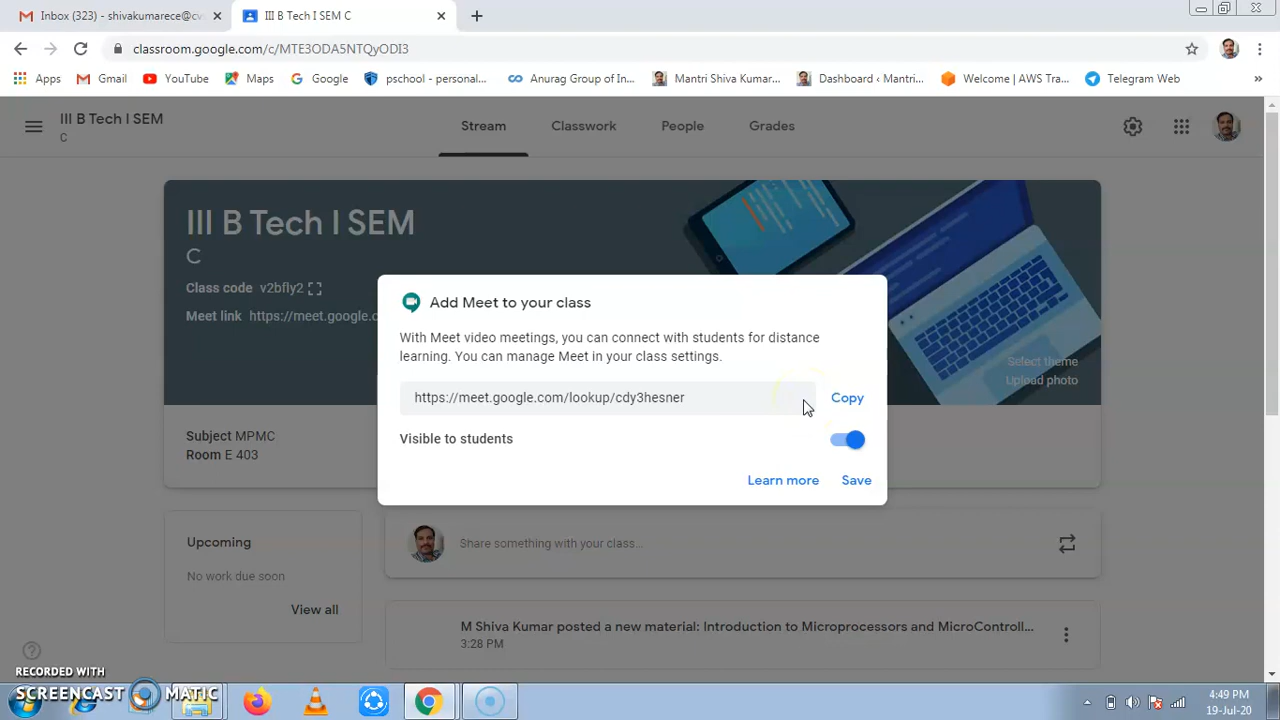 Inbox (323) - shivakumarece@cv
III B Tech I SEM C
classroom.google.com/c/MTE3ODA5NTQyODI3
Apps
Gmail
YouTube
Maps
Google
pschool - personal...
Anurag Group of In...
Mantri Shiva Kumar...
Dashboard ‹ Mantri...
Welcome | AWS Tra...
Telegram Web
»
III B Tech I SEM
C
Stream
Classwork
People
Grades
III B Tech I SEM
C
Class code v2bfly2
Meet link https://meet.google.c
Select theme
Upload photo
Add Meet to your class
With Meet video meetings, you can connect with students for distance
learning. You can manage Meet in your class settings.
https://meet.google.com/lookup/cdy3hesner
Copy
Visible to students
Learn more
Save
Subject MPMC
Room E 403
Upcoming
No work due soon
View all
Share something with your class...
M Shiva Kumar posted a new material: Introduction to Microprocessors and MicroControll...
3:28 PM
RECORDED WITH
SCREENCAST MATIC
4:49 PM
19-Jul-20